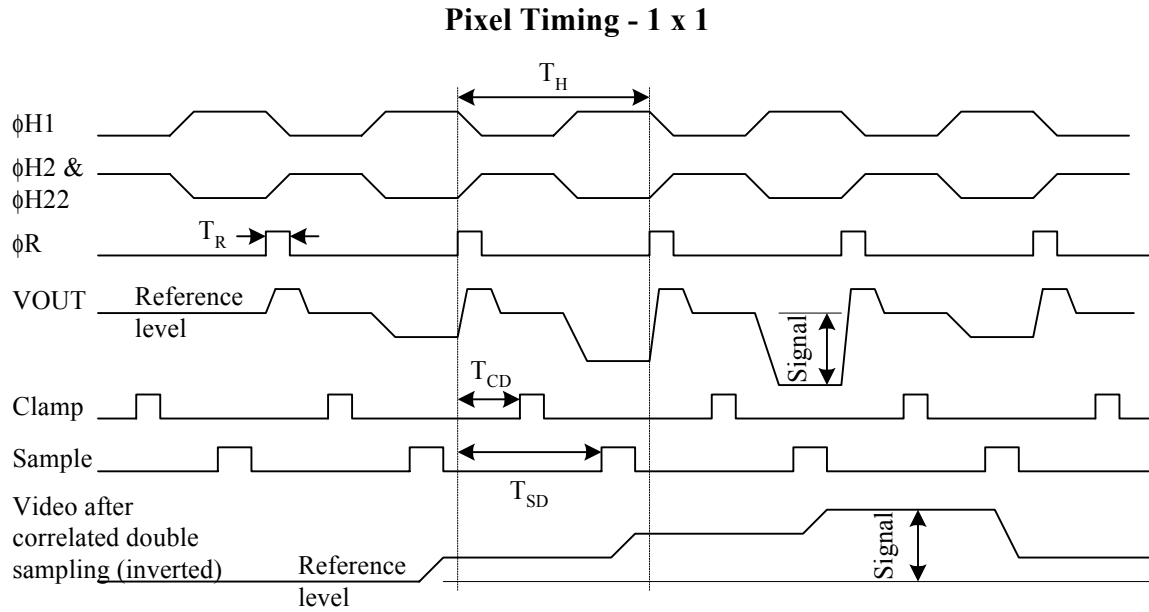 Pixel Timing - 1 x 1
T_H
ϕH1
ϕH2 &
ϕH22
T_R
ϕR
VOUT
Reference
level
Signal
T_CD
Clamp
Sample
T_SD
Video after
correlated double
sampling (inverted)
Reference
level
Signal